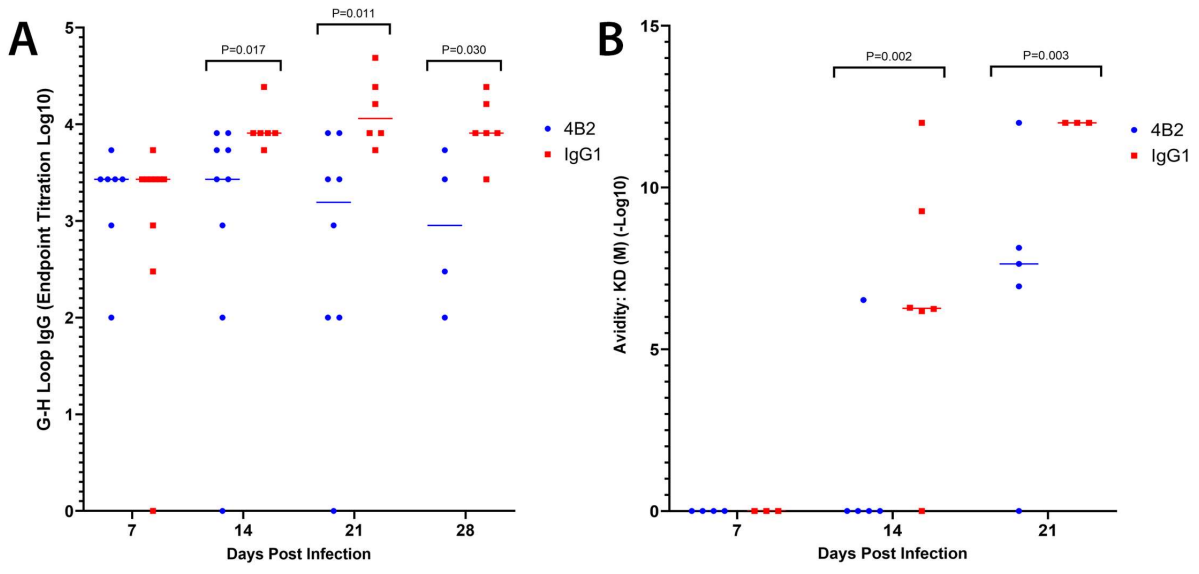 A
G-H Loop IgG (Endpoint Titration Log10)
5
4
3
2
1
0
P=0.017
P=0.011
P=0.030
4B2
IgG1
7 14 21 28
Days Post Infection
B
Avidity: KD (M) (-Log10)
15
10
5
0
P=0.002
P=0.003
4B2
IgG1
7 14 21
Days Post Infection